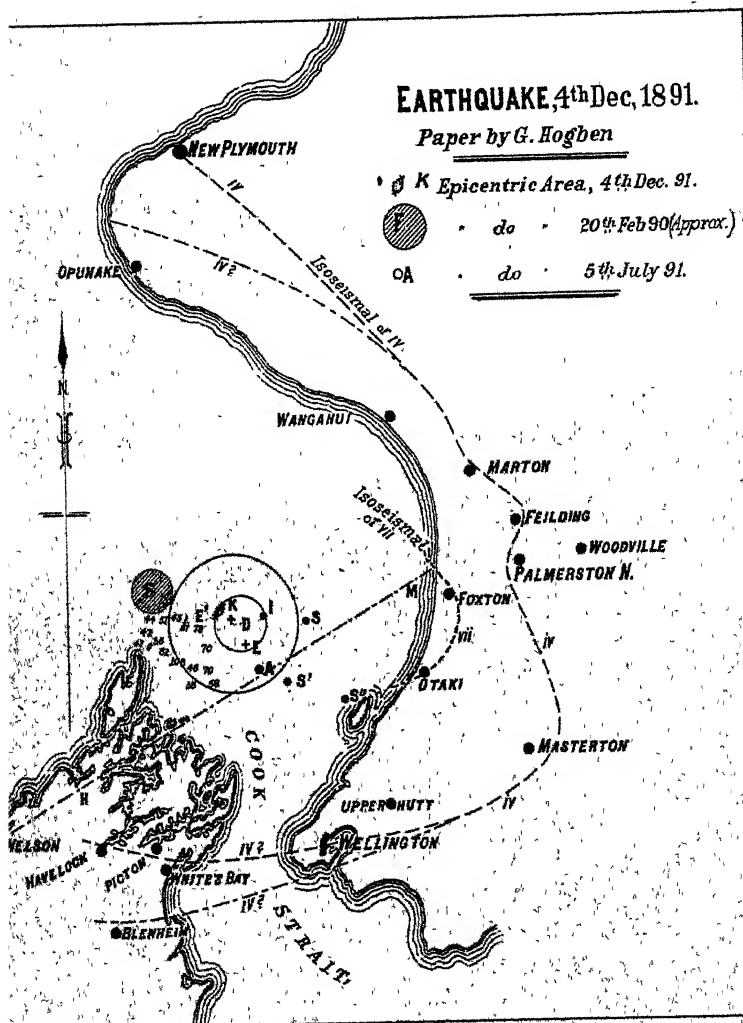 EARTHQUAKE, 4th Dec, 1891.
Paper by G. Hogben
K Epicentric Area, 4th Dec. 91.
F " do " 20th Feb 90 (Approx.)
A " do " 5th July 91.
NEW PLYMOUTH
IV
OPUNAKE
IV?
Isoseismal of IV.
N
WANGANUI
MARTON
Isoseismal
of VII
FEILDING
WOODVILLE
PALMERSTON N.
M
FOXTON
K
I
D
S
E
VII
IV
A
S'
S"
OTAKI
MASTERTON
COOK
H
UPPER HUTT
IV
NELSON
HAVELOCK
PICTON
IV?
WELLINGTON
WHITE'S BAY
IV?
STRAIT,
BLENHEIM